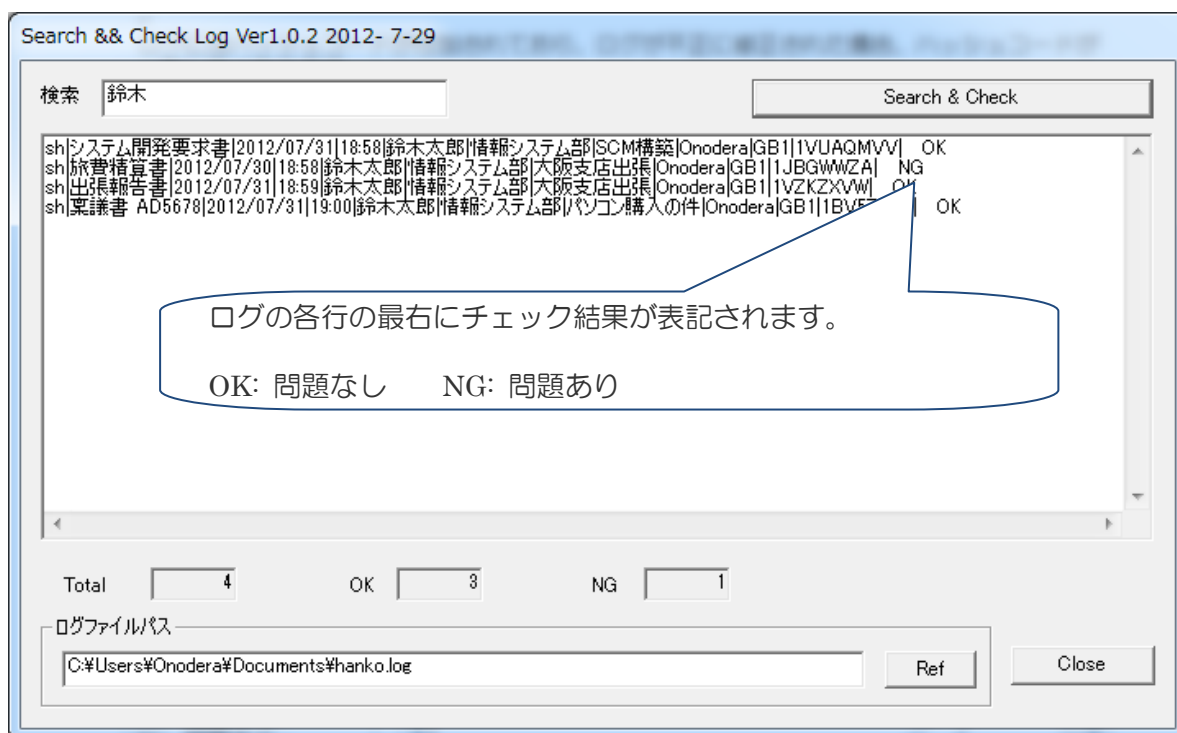 Search && Check Log Ver1.0.2 2012- 7-29
検索 鈴木 Search & Check
sh|システム開発要求書|2012/07/31|18:58|鈴木太郎|情報システム部|SCM構築|Onodera|GB1|1VUAQMVV| OK
sh|旅費精算書|2012/07/30|18:58|鈴木太郎|情報システム部|大阪支店出張|Onodera|GB1|1JBGWWZA| NG
sh|出張報告書|2012/07/31|18:59|鈴木太郎|情報システム部|大阪支店出張|Onodera|GB1|1VZKZXVW| OK
sh|稟議書 AD5678|2012/07/31|19:00|鈴木太郎|情報システム部|パソコン購入の件|Onodera|GB1| OK
ログの各行の最右にチェック結果が表記されます。
OK: 問題なし NG: 問題あり
Total 4 OK 3 NG 1
ログファイルパス
C:¥Users¥Onodera¥Documents¥hanko.log Ref Close